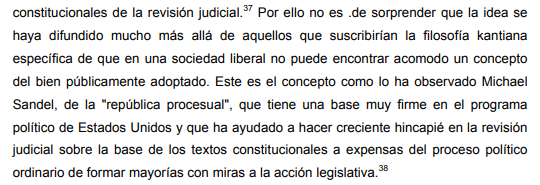 constitucionales de la revisión judicial.37 Por ello no es .de sorprender que la idea se
haya difundido mucho más allá de aquellos que suscribirían la filosofía kantiana
específica de que en una sociedad liberal no puede encontrar acomodo un concepto
del bien públicamente adoptado. Este es el concepto como lo ha observado Michael
Sandel, de la "república procesual", que tiene una base muy firme en el programa
político de Estados Unidos y que ha ayudado a hacer creciente hincapié en la revisión
judicial sobre la base de los textos constitucionales a expensas del proceso político
ordinario de formar mayorías con miras a la acción legislativa.38